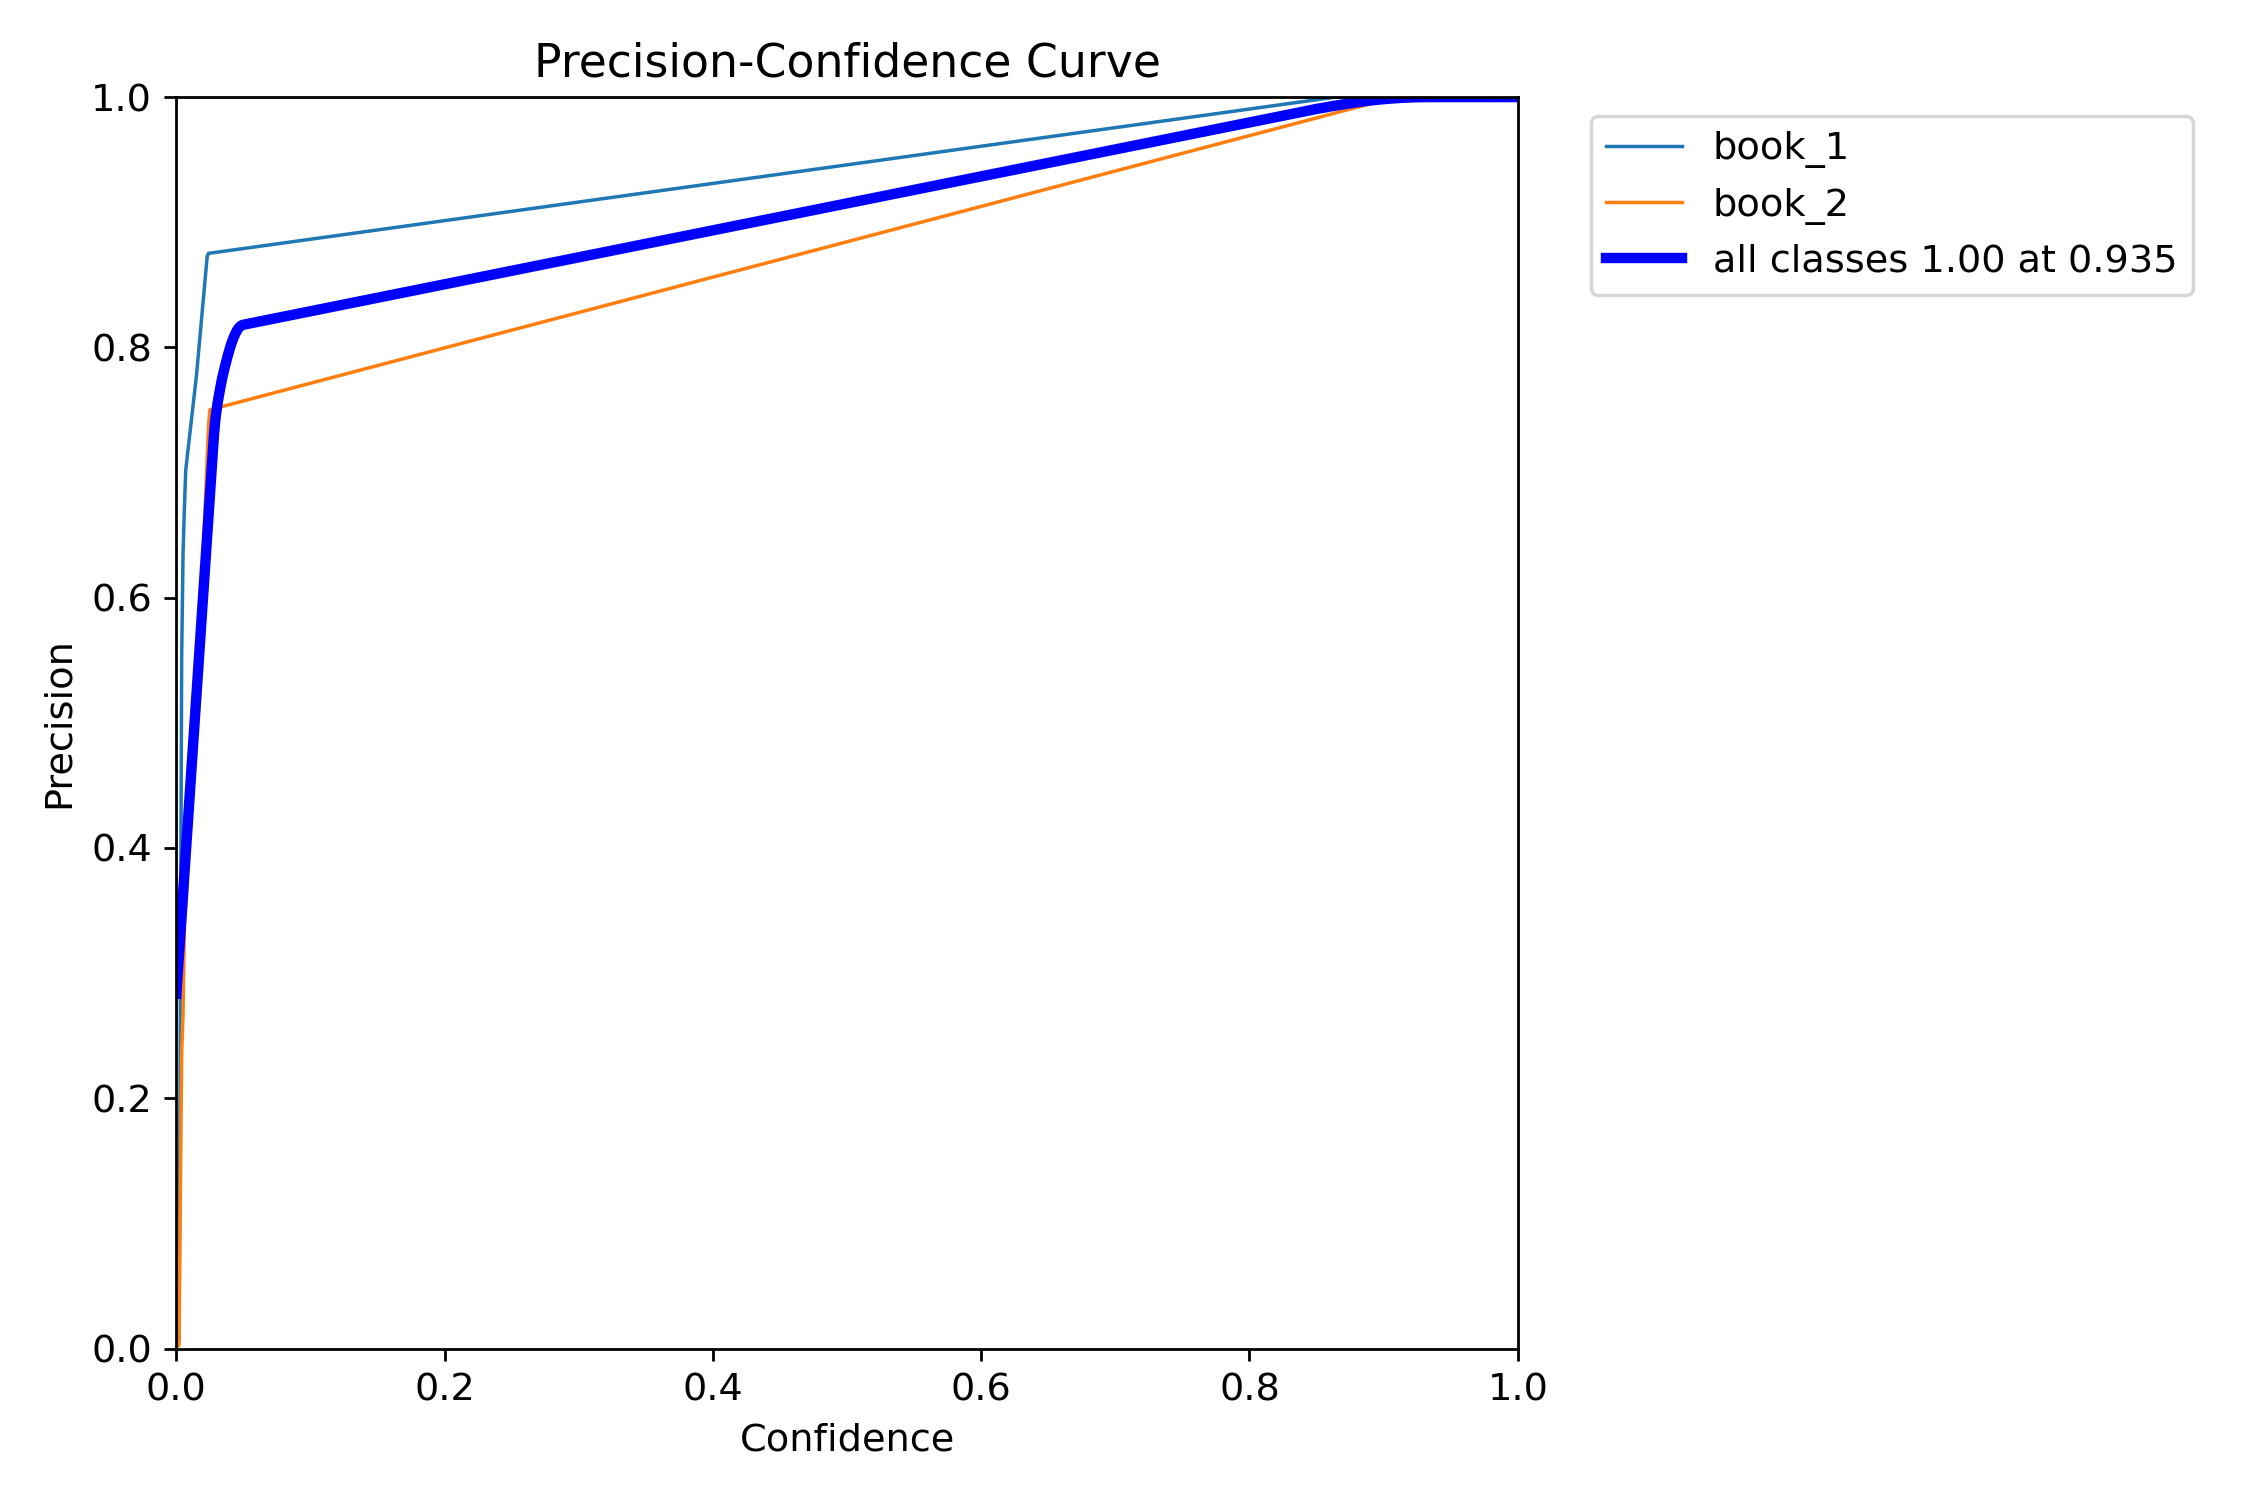 Precision-Confidence Curve
1.0
0.8
0.6
0.4
0.2
0.0
Precision
0.0 0.2 0.4 0.6 0.8 1.0
Confidence
book_1
book_2
all classes 1.00 at 0.935